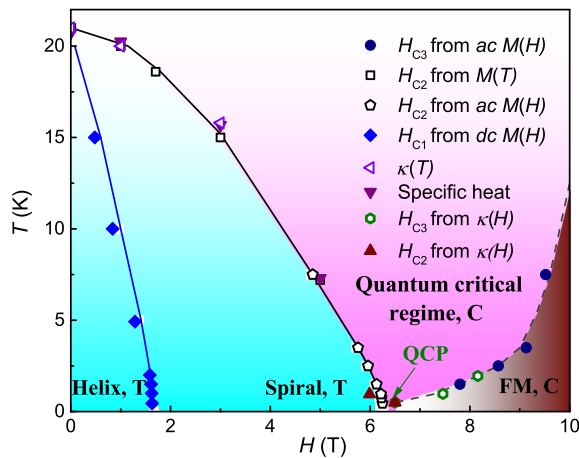 20
15
10
5
0
T (K)
H_C3 from ac M(H)
H_C2 from M(T)
H_C2 from ac M(H)
H_C1 from dc M(H)
κ(T)
Specific heat
H_C3 from κ(H)
H_C2 from κ(H)
Quantum critical
regime, C
QCP
Helix, T
Spiral, T
FM, C
0 2 4 6 8 10
H (T)